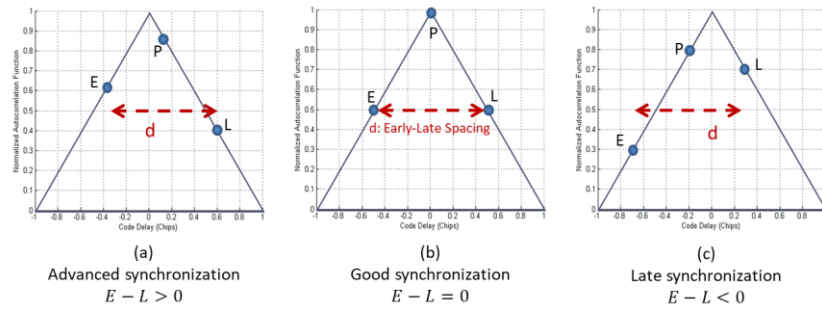 Normalized Autocorrelation Function
1
0.9
0.8
0.7
0.6
0.5
0.4
0.3
0.2
0.1
0
-1 -0.8 -0.6 -0.4 -0.2 0 0.2 0.4 0.6 0.8 1
Code Delay (Chips)
P
E
L
d
(a)
Advanced synchronization
E − L > 0
Normalized Autocorrelation Function
1
0.9
0.8
0.7
0.6
0.5
0.4
0.3
0.2
0.1
0
-1 -0.8 -0.6 -0.4 -0.2 0 0.2 0.4 0.6 0.8 1
Code Delay (Chips)
P
E
L
d: Early-Late Spacing
(b)
Good synchronization
E − L = 0
Normalized Autocorrelation Function
1
0.9
0.8
0.7
0.6
0.5
0.4
0.3
0.2
0.1
0
-1 -0.8 -0.6 -0.4 -0.2 0 0.2 0.4 0.6 0.8 1
Code Delay (Chips)
P
L
E
d
(c)
Late synchronization
E − L < 0